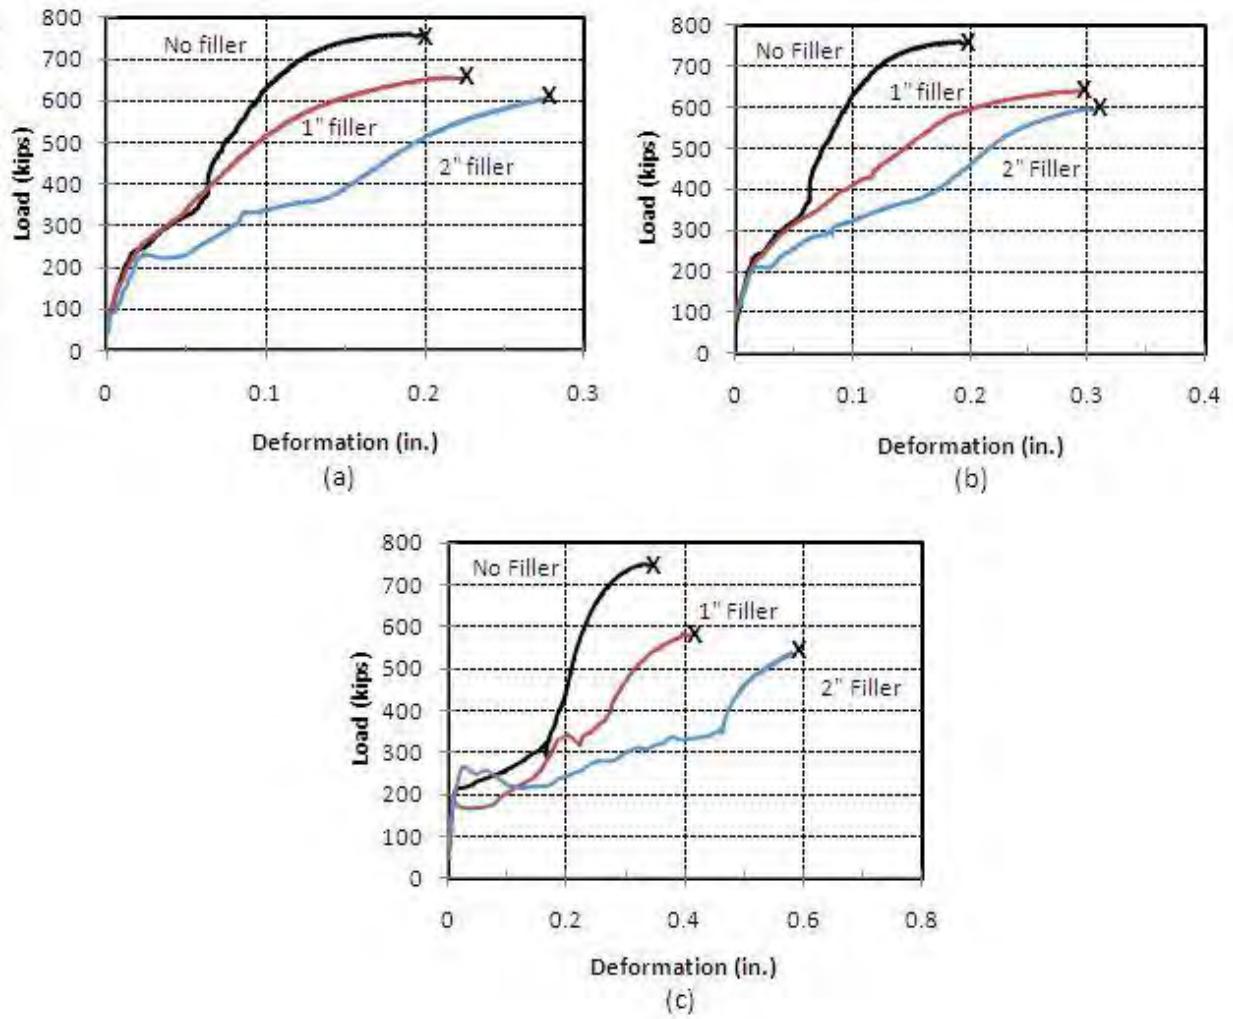 800
700
600
500
400
300
200
100
0
Load (kips)
No filler
1" filler
2" filler
X
X
X
0 0.1 0.2 0.3
Deformation (in.)
(a)
800
700
600
500
400
300
200
100
0
Load (kips)
No Filler
1" filler
2" Filler
X
X
X
0 0.1 0.2 0.3 0.4
Deformation (in.)
(b)
800
700
600
500
400
300
200
100
0
Load (kips)
No Filler
1" Filler
2" Filler
X
X
X
0 0.2 0.4 0.6 0.8
Deformation (in.)
(c)